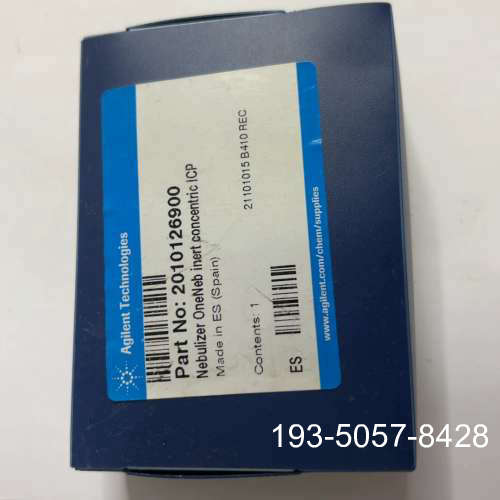 Agilent Technologies
Part No: 2010126900
Nebulizer OneNeb inert concentric ICP
Made in ES (Spain)
21101015 B410 REC
Contents: 1
ES
www.agilent.com/chem/supplies
193-5057-8428